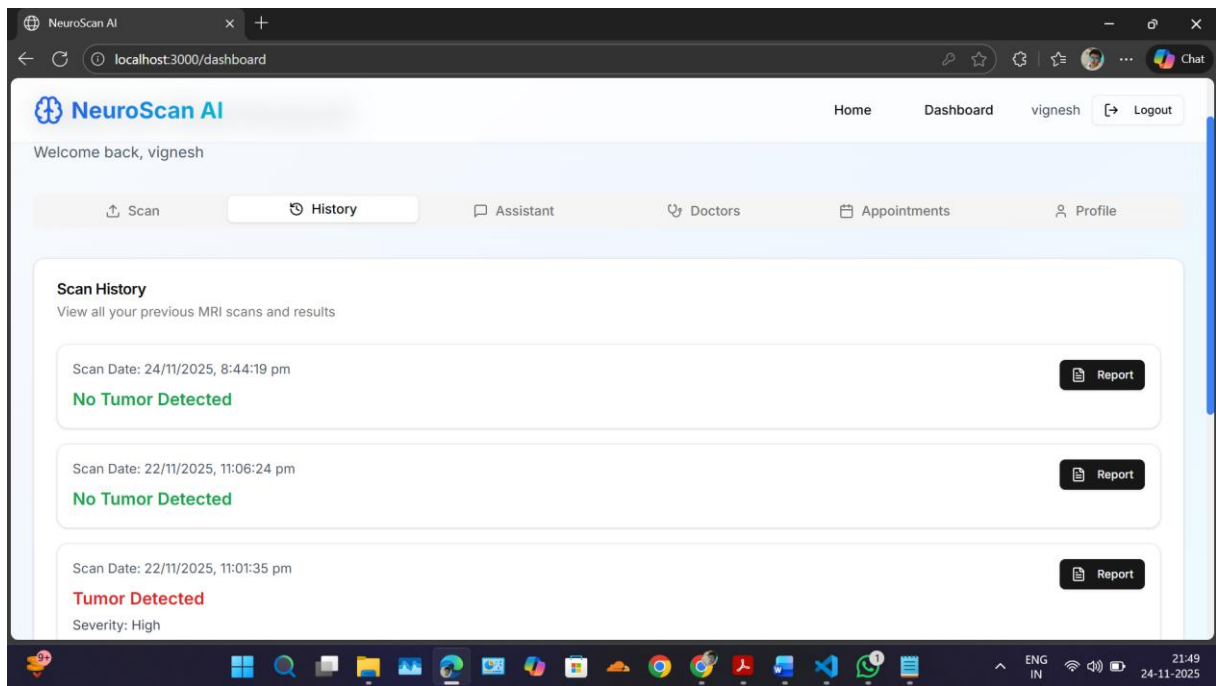 NeuroScan AI
localhost:3000/dashboard
Chat
NeuroScan AI
Home Dashboard vignesh Logout
Welcome back, vignesh
Scan History Assistant Doctors Appointments Profile
Scan History
View all your previous MRI scans and results
Scan Date: 24/11/2025, 8:44:19 pm
Report
No Tumor Detected
Scan Date: 22/11/2025, 11:06:24 pm
Report
No Tumor Detected
Scan Date: 22/11/2025, 11:01:35 pm
Report
Tumor Detected
Severity: High
9+
1
ENG
IN
21:49
24-11-2025